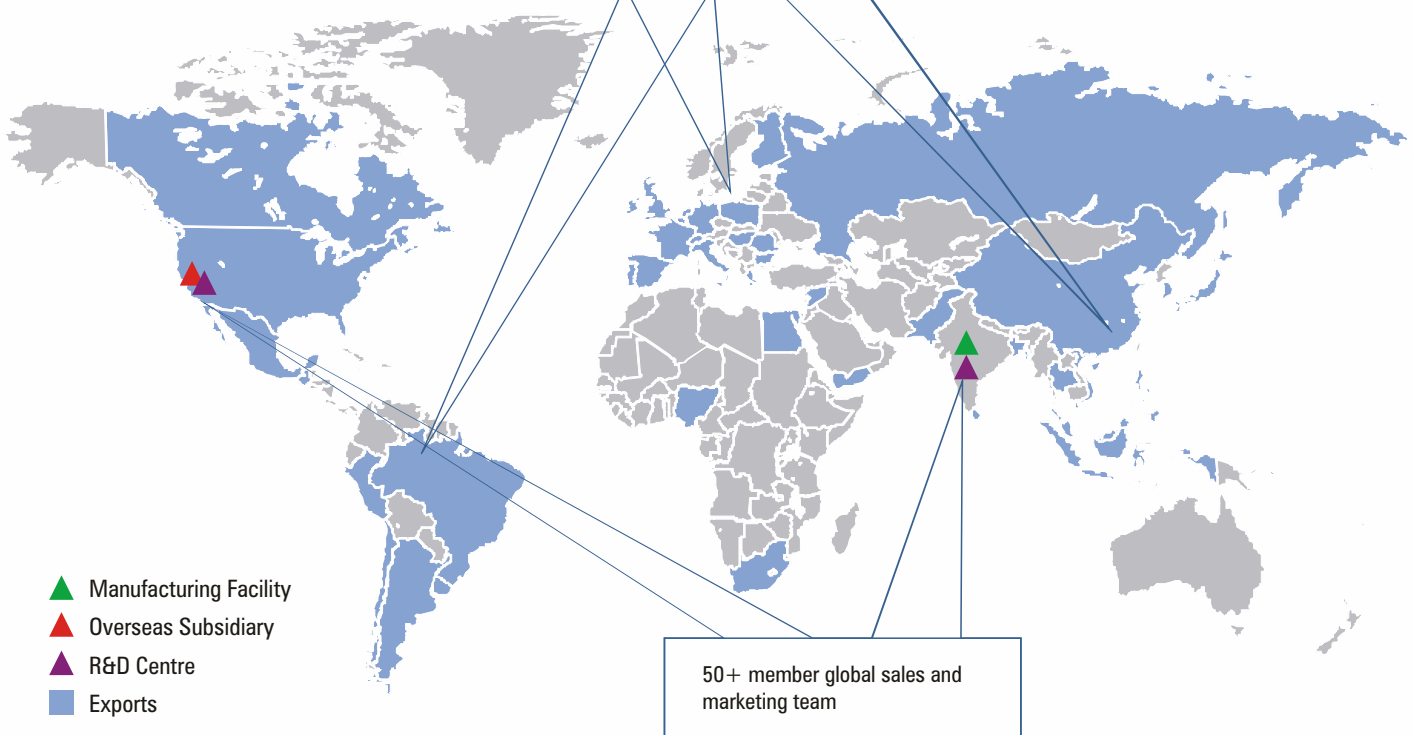 Manufacturing Facility
Overseas Subsidiary
R&D Centre
Exports
50+ member global sales and
marketing team